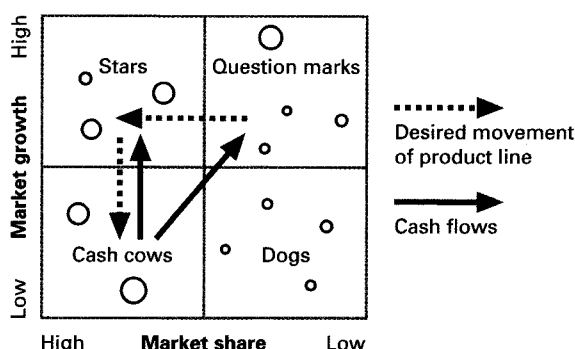 High
Market growth
Low
Stars
Question marks
Cash cows
Dogs
High
Market share
Low
Desired movement
of product line
Cash flows